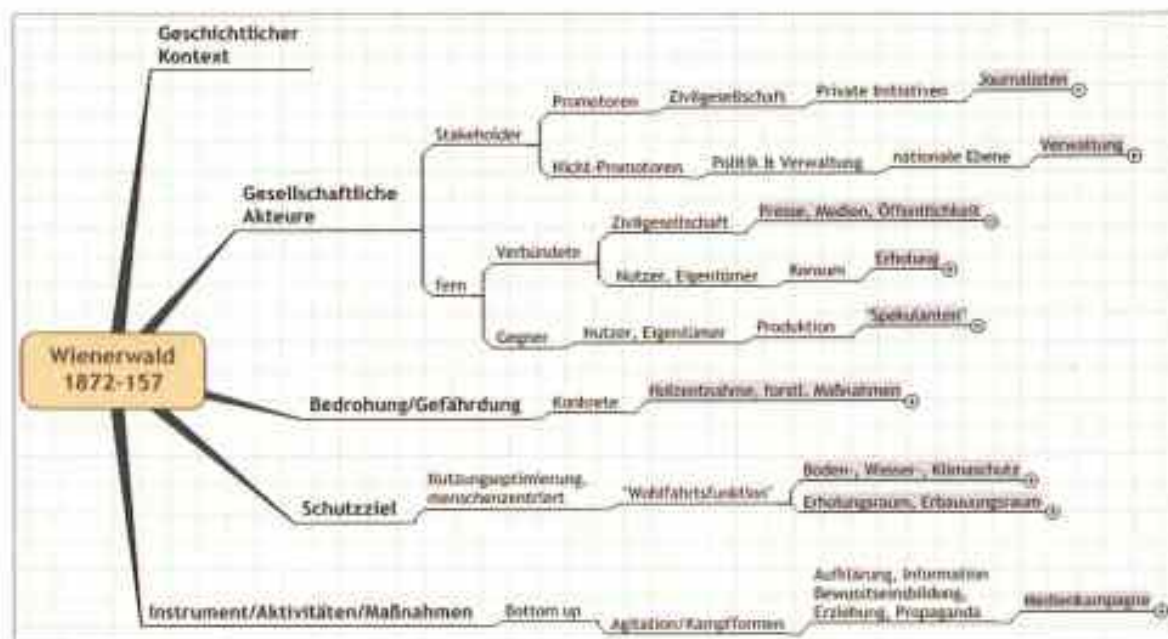 Geschichtlicher
Kontext
Gesellschaftliche
Akteure
Stakeholder
Promotoren
Zivilgesellschaft
Private Initiativen
Journalisten
Nicht-Promotoren
Politik & Verwaltung
nationale Ebene
Verwaltung
Fern
Verbündete
Zivilgesellschaft
Presse, Medien, Öffentlichkeit
Nutzer, Eigentümer
Konsum
Erholung
Gegner
Nutzer, Eigentümer
Produktion
"Spekulanten"
Wienerwald
1872-157
Bedrohung/Gefährdung
Konkrete
Holzentnahme, forstl. Maßnahmen
Schutzziel
Nutzungsoptimierung,
menschenzentriert
"Wohlfahrtsfunktion"
Boden-, Wasser-, Klimaschutz
Erholungsraum, Erbauungsraum
Instrument/Aktivitäten/Maßnahmen
Bottom up
Agitation/Kampfformen
Aufklärung, Information
Bewusstseinsbildung,
Erziehung, Propaganda
Medienkampagne